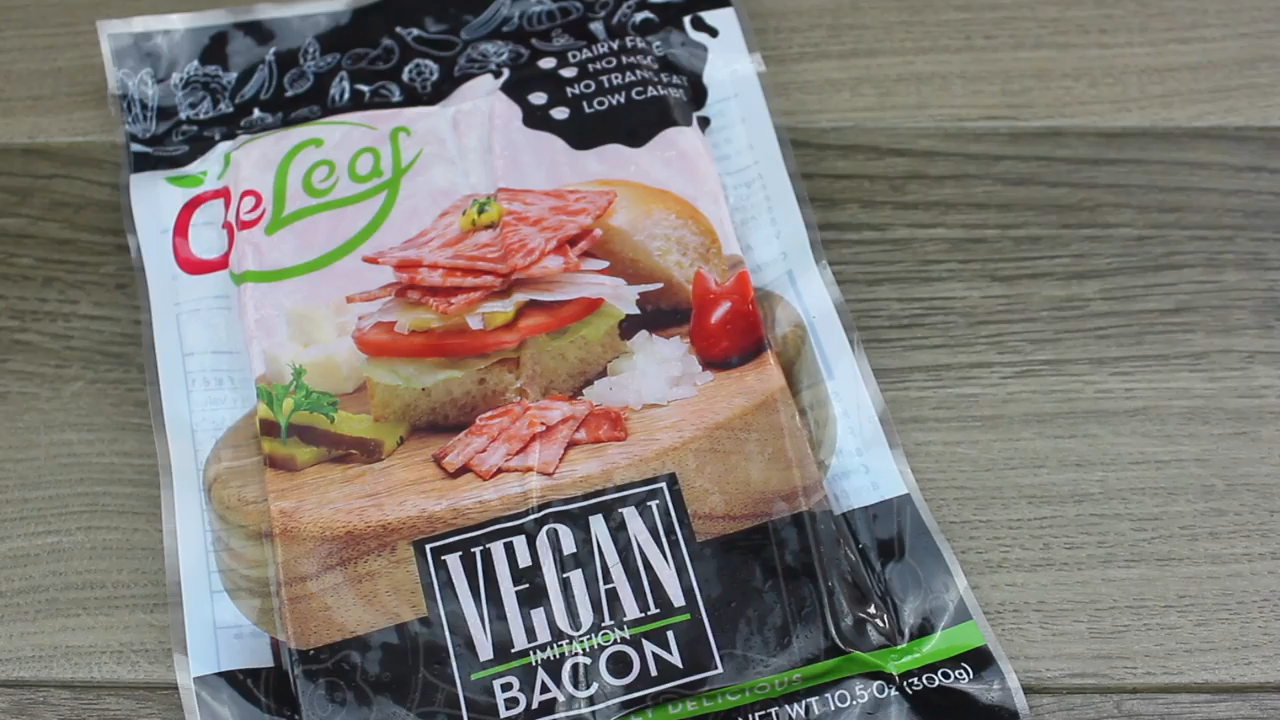 DAIRY FREE
NO MSG
NO TRANS FAT
LOW CARBS
BeLeaf
VEGAN
IMITATION
BACON
DELICIOUS
NET WT 10.5 Oz (300g)